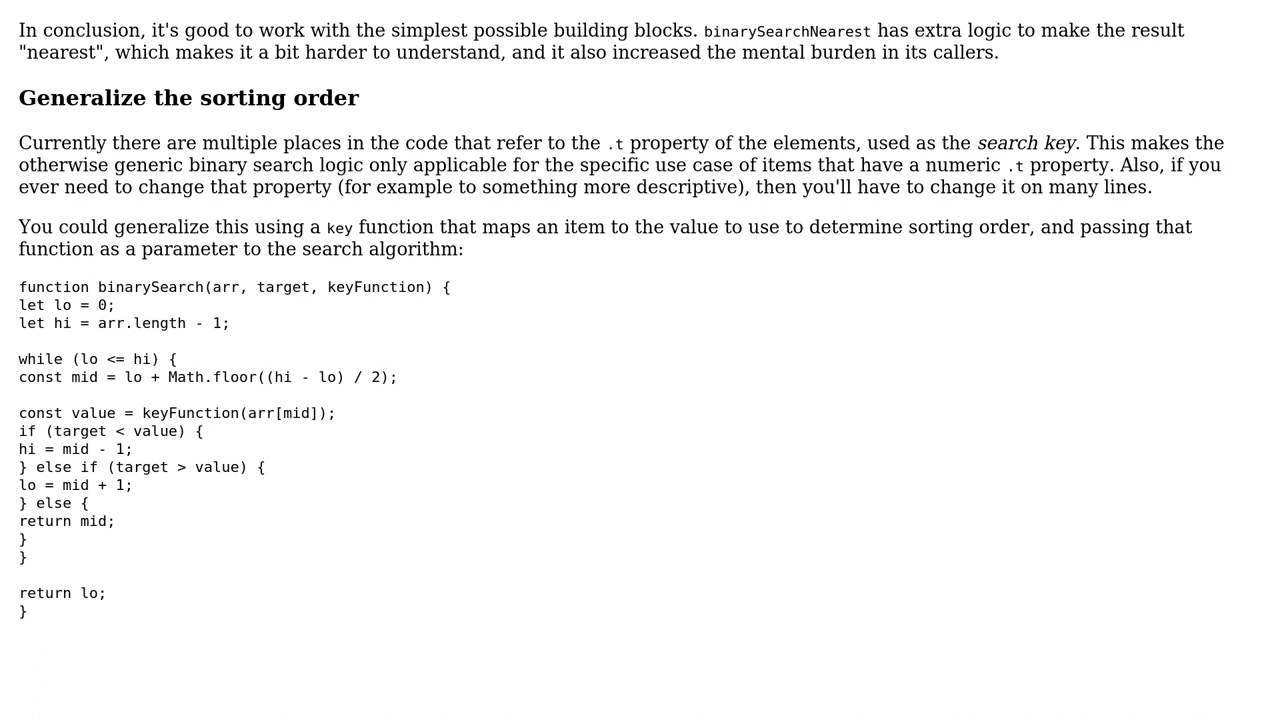 In conclusion, it's good to work with the simplest possible building blocks. binarySearchNearest has extra logic to make the result
"nearest", which makes it a bit harder to understand, and it also increased the mental burden in its callers.
Generalize the sorting order
Currently there are multiple places in the code that refer to the .t property of the elements, used as the search key. This makes the
otherwise generic binary search logic only applicable for the specific use case of items that have a numeric .t property. Also, if you
ever need to change that property (for example to something more descriptive), then you'll have to change it on many lines.
You could generalize this using a key function that maps an item to the value to use to determine sorting order, and passing that
function as a parameter to the search algorithm:
function binarySearch(arr, target, keyFunction) {
let lo = 0;
let hi = arr.length - 1;
while (lo <= hi) {
const mid = lo + Math.floor((hi - lo) / 2);
const value = keyFunction(arr[mid]);
if (target < value) {
hi = mid - 1;
} else if (target > value) {
lo = mid + 1;
} else {
return mid;
}
}
return lo;
}